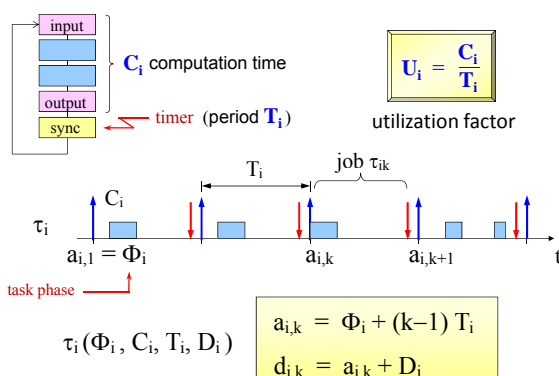 input
C_i computation time
output
sync
timer (period T_i)
U_i = C_i / T_i
utilization factor
T_i
job τ_ik
C_i
τ_i
a_i,1 = Φ_i
a_i,k
a_i,k+1
t
task phase
τ_i(Φ_i, C_i, T_i, D_i)
a_i,k = Φ_i + (k−1) T_i
d_i,k = a_i,k + D_i